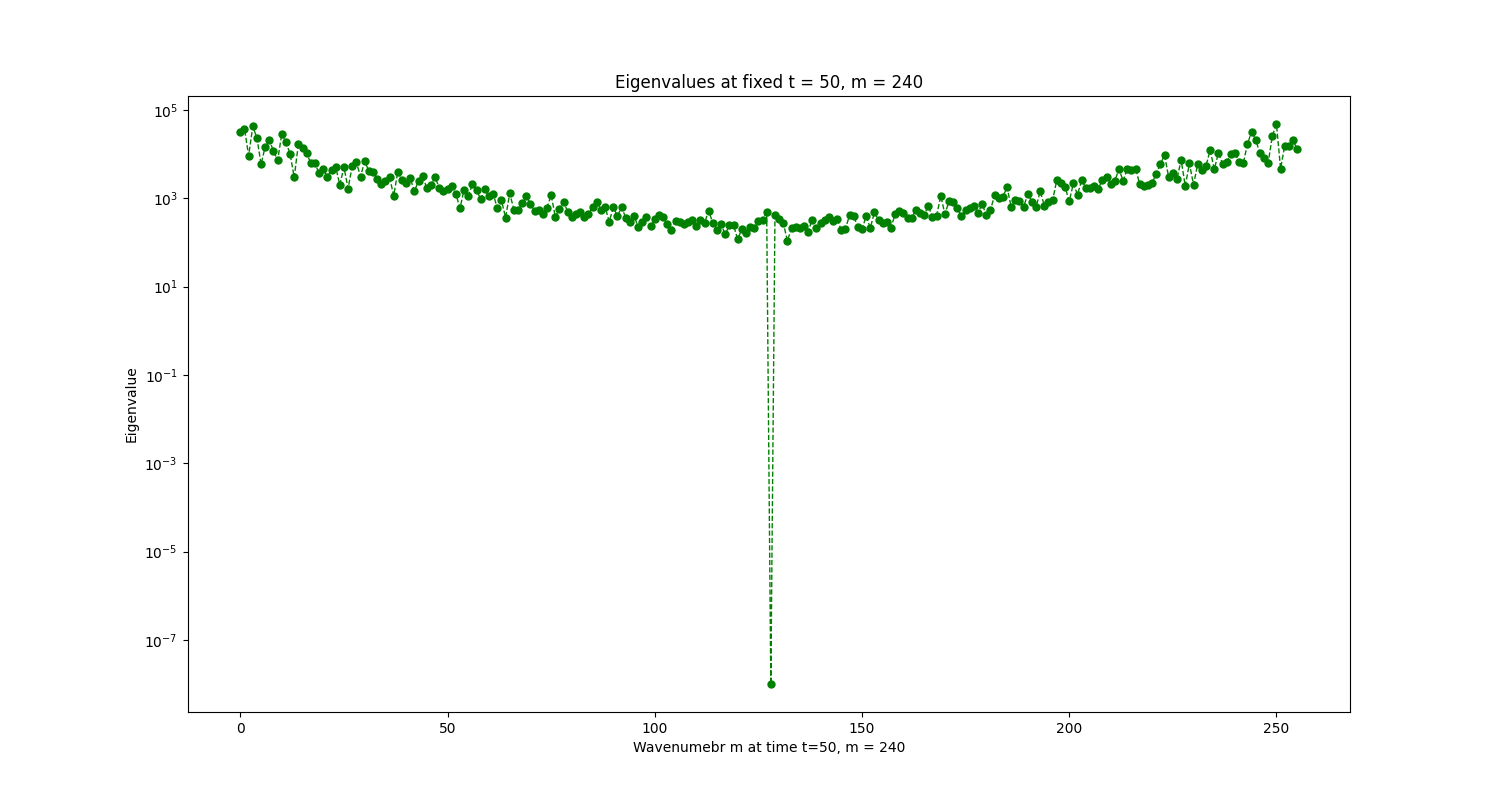 Eigenvalues at fixed t = 50, m = 240
10^5
10^3
10^1
10^-1
10^-3
10^-5
10^-7
Eigenvalue
0 50 100 150 200 250
Wavenumebr m at time t=50, m = 240